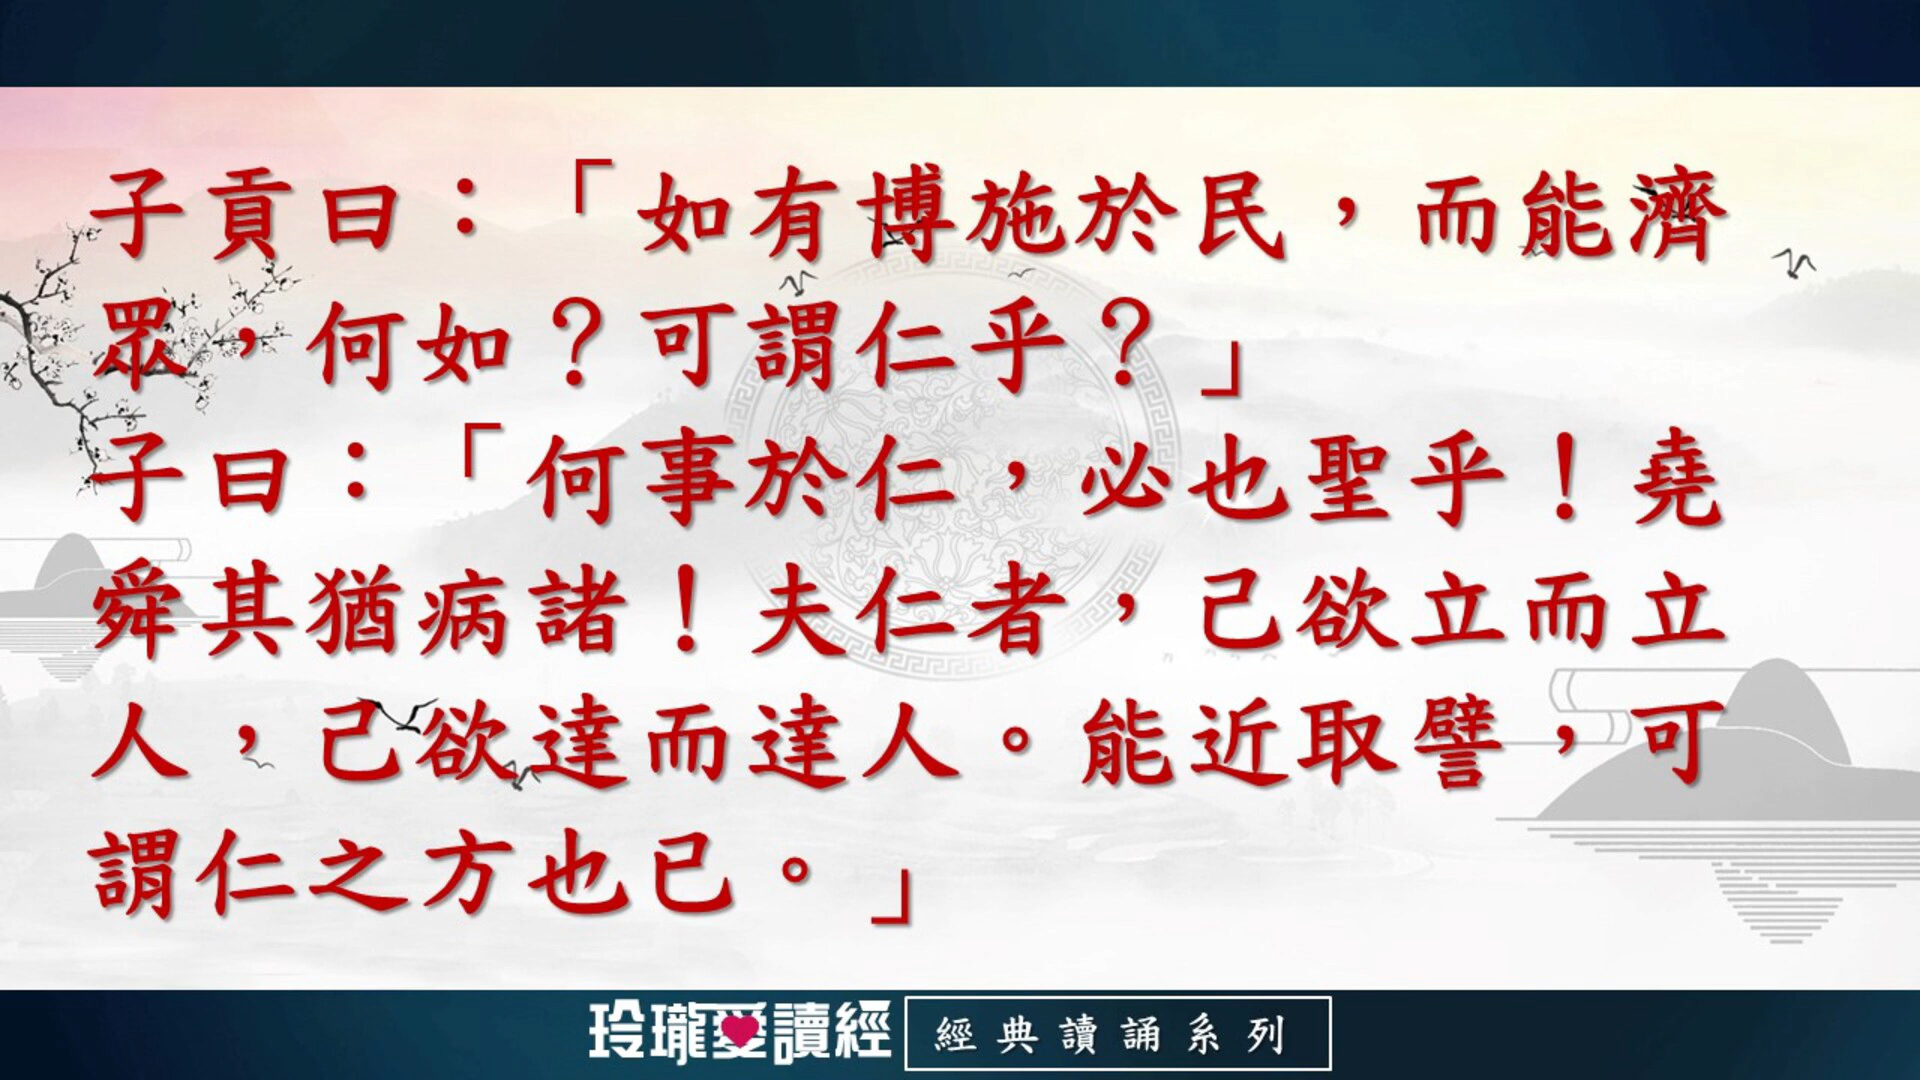 子貢曰：「如有博施於民，而能濟
眾，何如？可謂仁乎？」
子曰：「何事於仁，必也聖乎！堯
舜其猶病諸！夫仁者，己欲立而立
人，己欲達而達人。能近取譬，可
謂仁之方也已。」
玲瓏愛讀經 經典讀誦系列